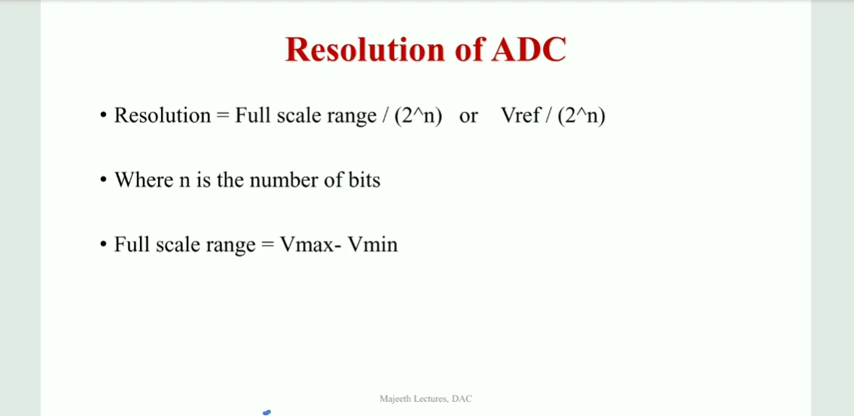 Resolution of ADC
• Resolution = Full scale range / (2^n) or Vref / (2^n)
• Where n is the number of bits
• Full scale range = Vmax- Vmin
Majeeth Lectures, DAC